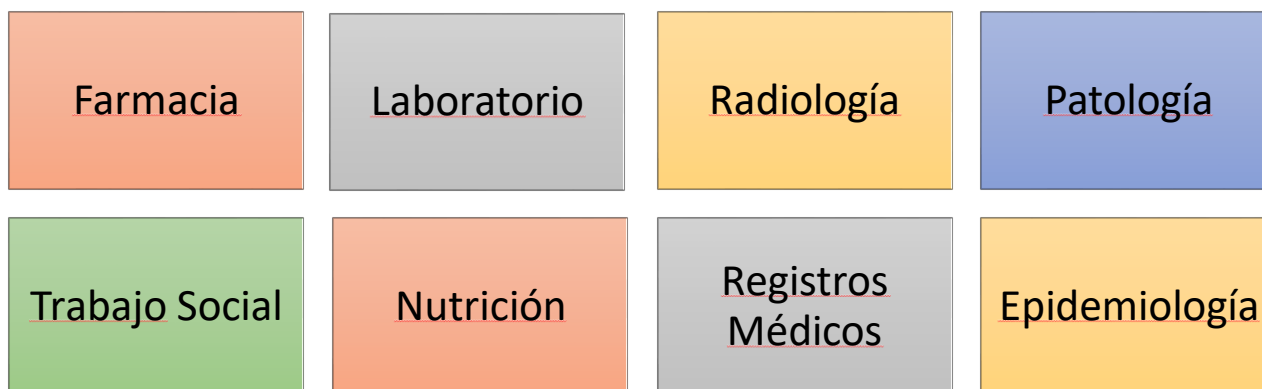 Farmacia
Laboratorio
Radiología
Patología
Trabajo Social
Nutrición
Registros
Médicos
Epidemiología